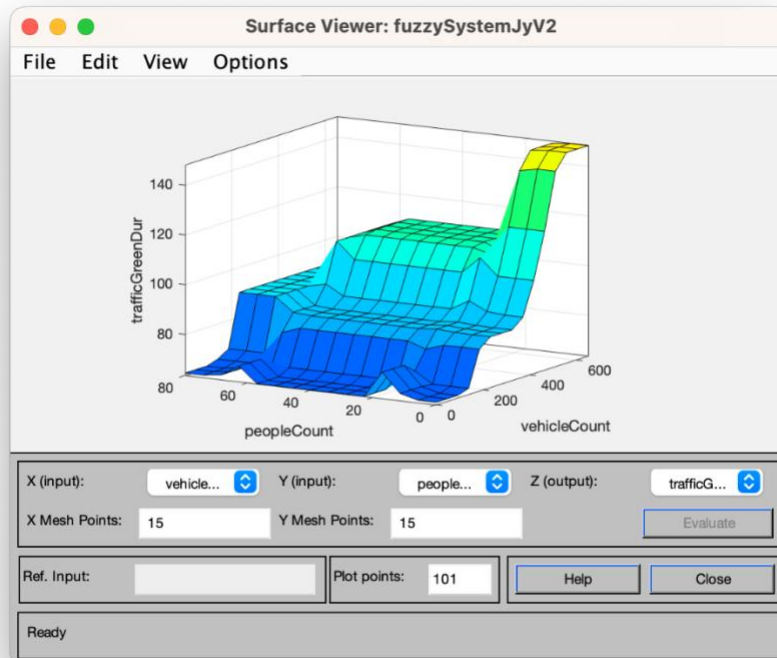 Surface Viewer: fuzzySystemJyV2
File Edit View Options
140
120
100
80
trafficGreenDur
80
60
40
20
0
peopleCount
0
200
400
600
vehicleCount
X (input): vehicle... Y (input): people... Z (output): trafficG...
X Mesh Points: 15 Y Mesh Points: 15 Evaluate
Ref. Input: Plot points: 101 Help Close
Ready